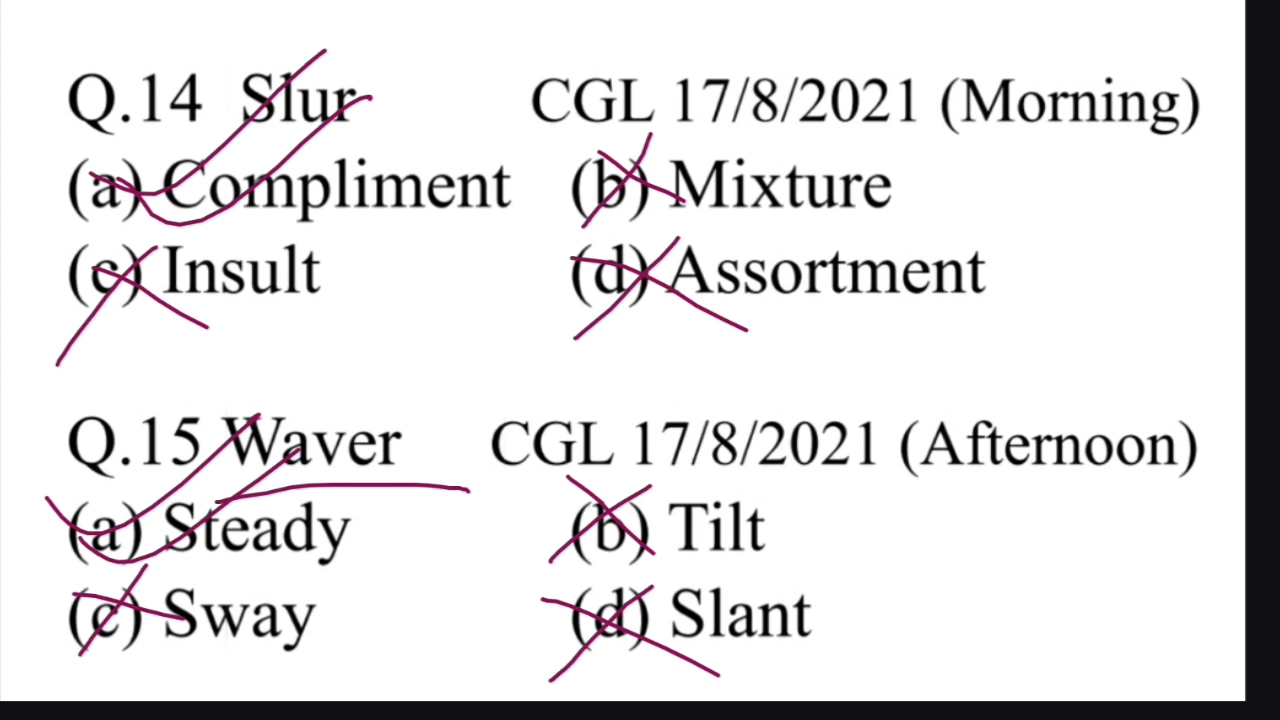 Q.14 Slur CGL 17/8/2021 (Morning)
(a) Compliment (b) Mixture
(c) Insult (d) Assortment
Q.15 Waver CGL 17/8/2021 (Afternoon)
(a) Steady (b) Tilt
(c) Sway (d) Slant